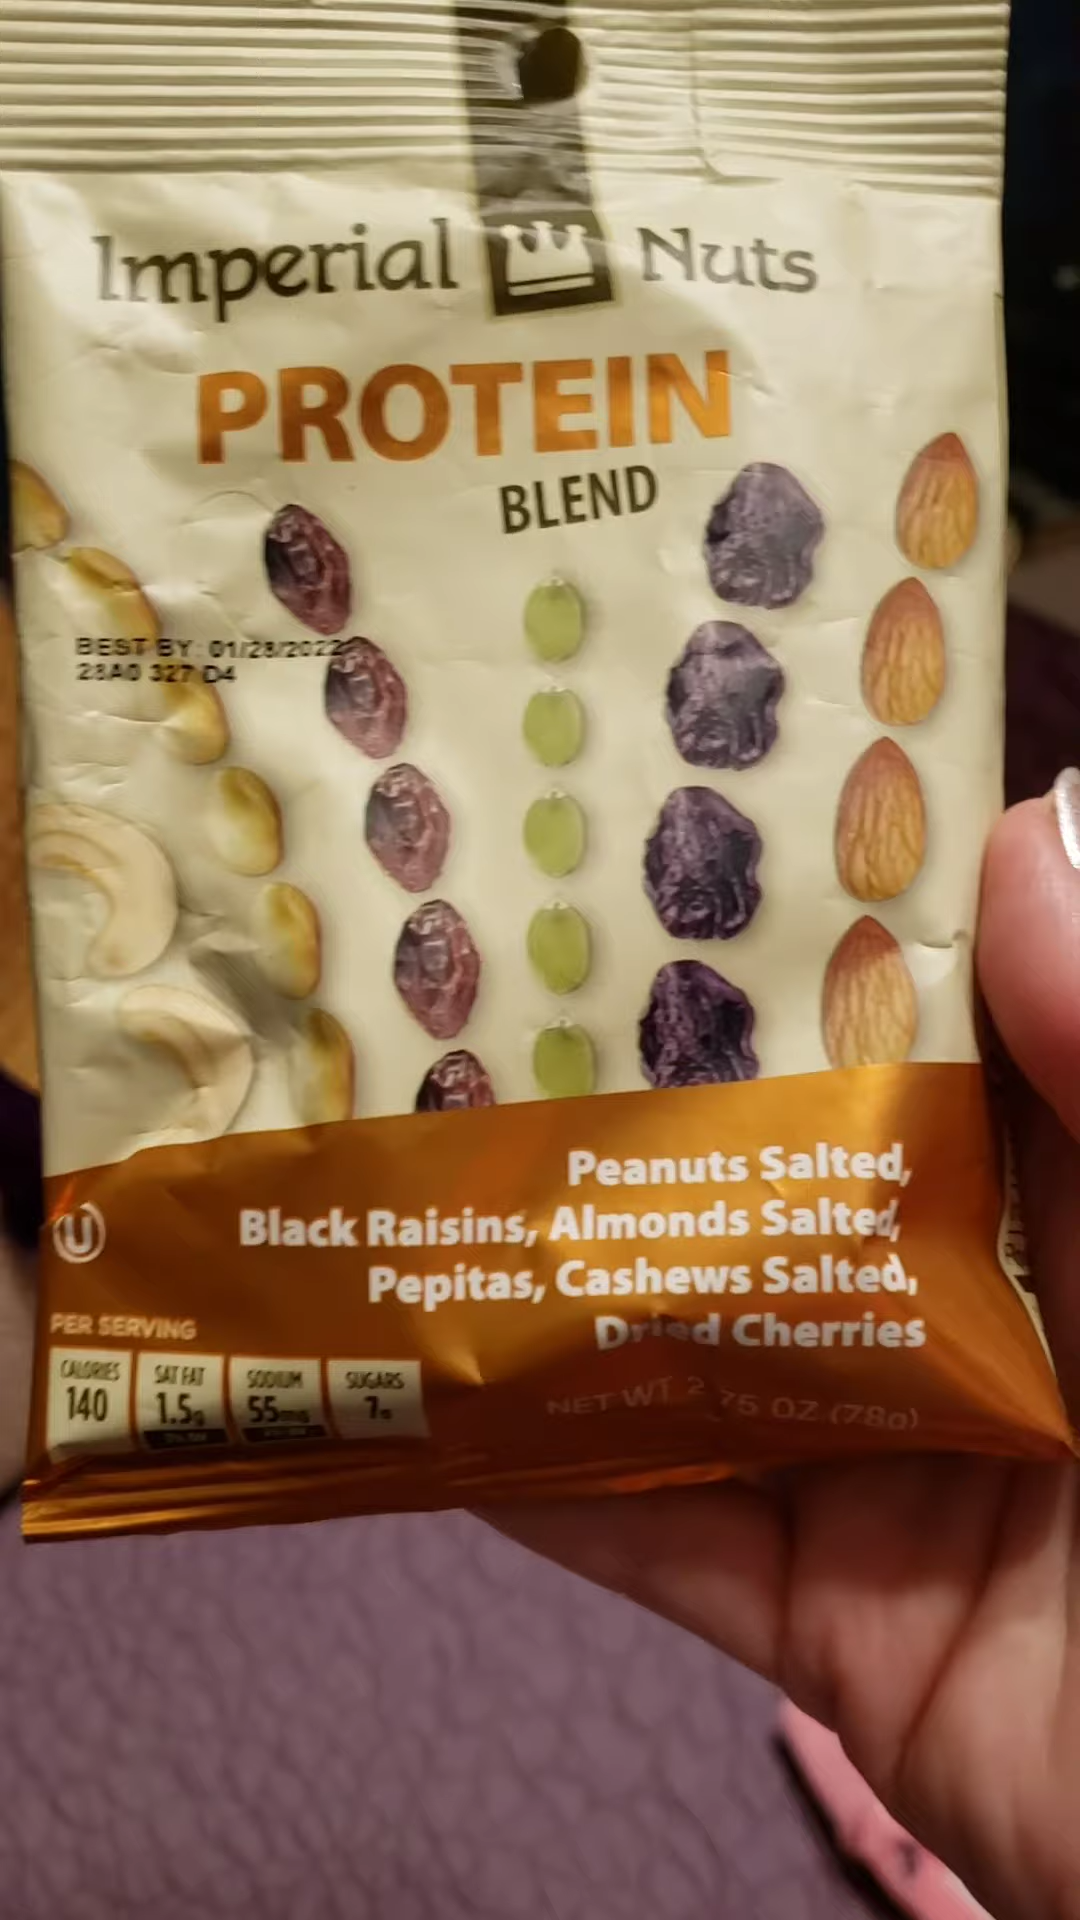 Imperial Nuts
PROTEIN
BLEND
BEST BY: 01/28/2022
28A0 327 D4
Peanuts Salted,
Black Raisins, Almonds Salted,
Pepitas, Cashews Salted,
Dried Cherries
U
PER SERVING
CALORIES 140
SAT FAT 1.5g
SODIUM 55mg
SUGARS 7g
NET WT. 2.75 OZ (78g)